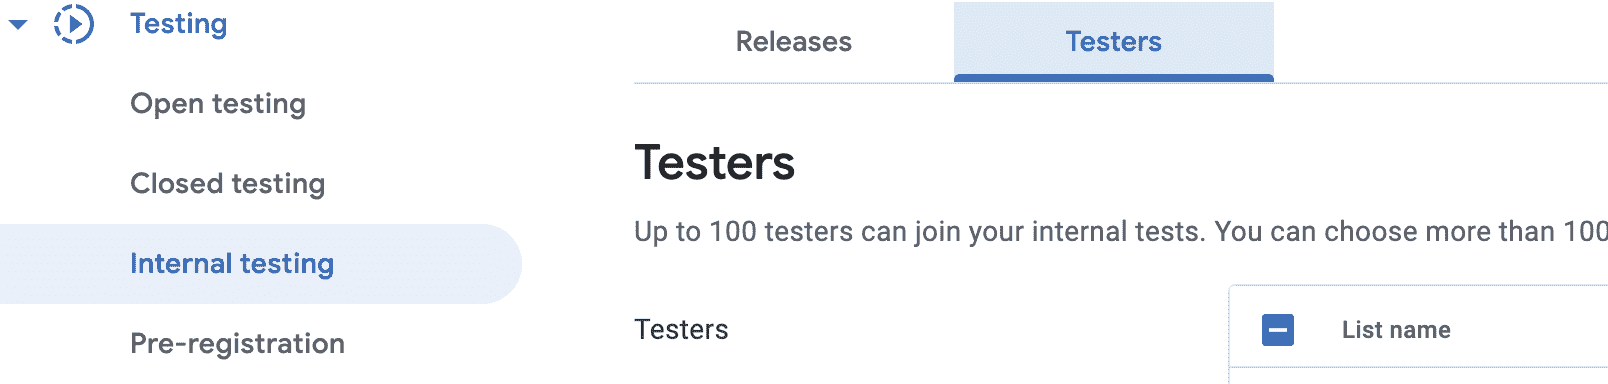 Testing
Open testing
Closed testing
Internal testing
Pre-registration
Releases
Testers
Testers
Up to 100 testers can join your internal tests. You can choose more than 100
Testers
List name